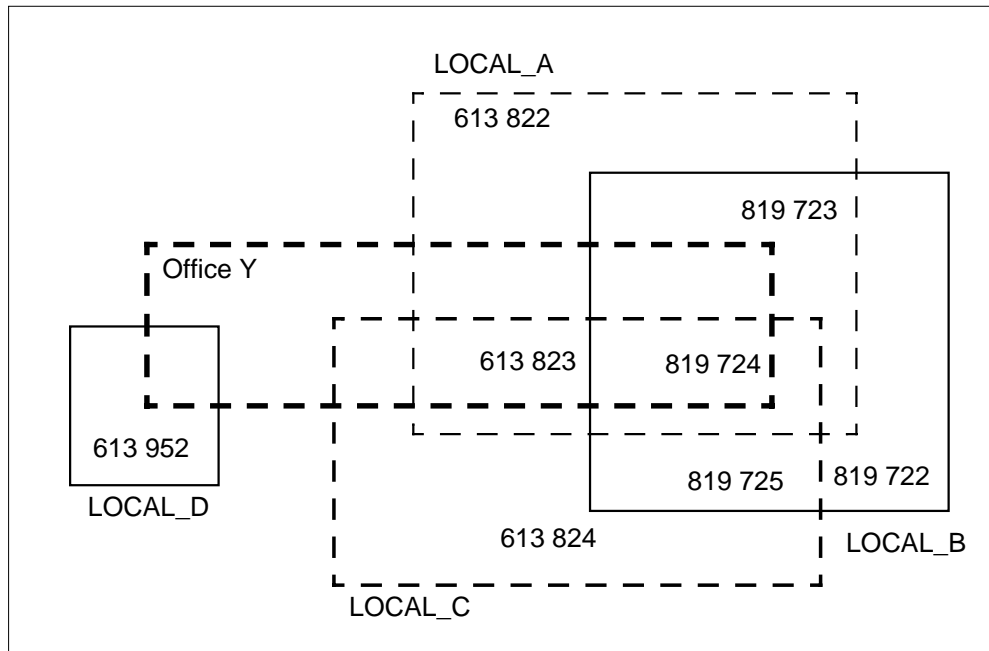 LOCAL_A
613 822
819 723
Office Y
613 823
819 724
613 952
819 725
819 722
LOCAL_D
613 824
LOCAL_B
LOCAL_C